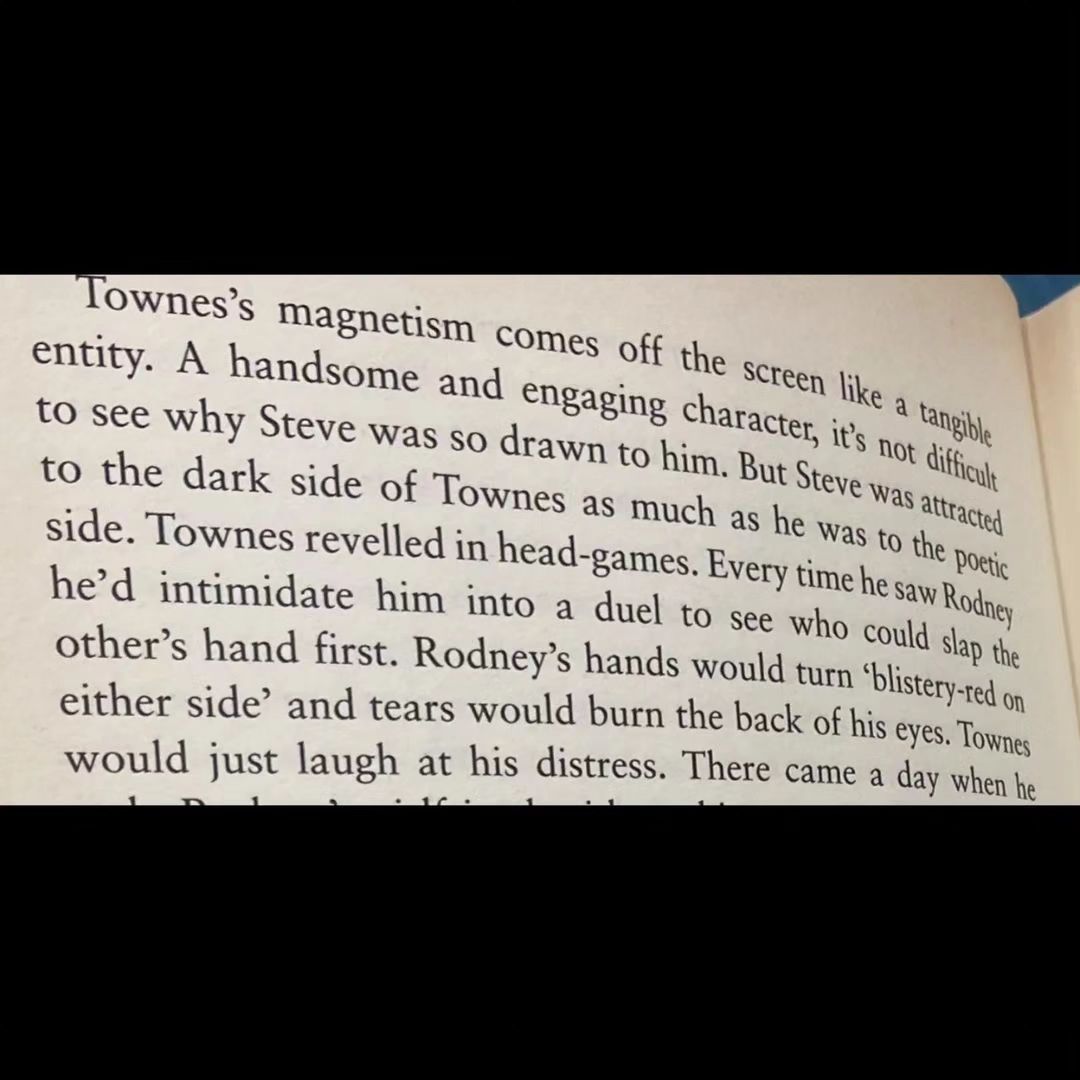 Townes’s magnetism comes off the screen like a tangible
entity. A handsome and engaging character, it’s not difficult
to see why Steve was so drawn to him. But Steve was attracted
to the dark side of Townes as much as he was to the poetic
side. Townes revelled in head-games. Every time he saw Rodney
he’d intimidate him into a duel to see who could slap the
other’s hand first. Rodney’s hands would turn ‘blistery-red on
either side’ and tears would burn the back of his eyes. Townes
would just laugh at his distress. There came a day when he